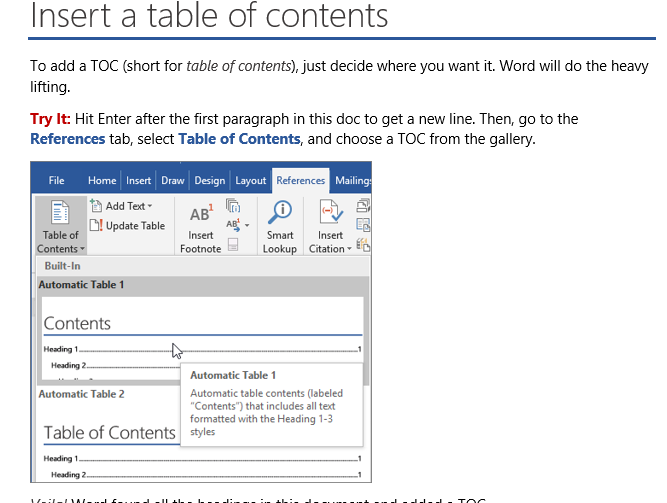 Insert a table of contents
To add a TOC (short for table of contents), just decide where you want it. Word will do the heavy
lifting.
Try It: Hit Enter after the first paragraph in this doc to get a new line. Then, go to the
References tab, select Table of Contents, and choose a TOC from the gallery.
File Home Insert Draw Design Layout References Mailing
Add Text
Update Table
Table of
Contents
AB1
Insert
Footnote
AB1
Smart
Lookup
Insert
Citation
Built-In
Automatic Table 1
Contents
Heading 1 1
Heading 2
Automatic Table 1
Automatic table contents (labeled
"Contents") that includes all text
formatted with the Heading 1-3
styles
Automatic Table 2
Table of Contents
Heading 1 1
Heading 2 1
Voila! Word found all the headings in this document and added a TOC.